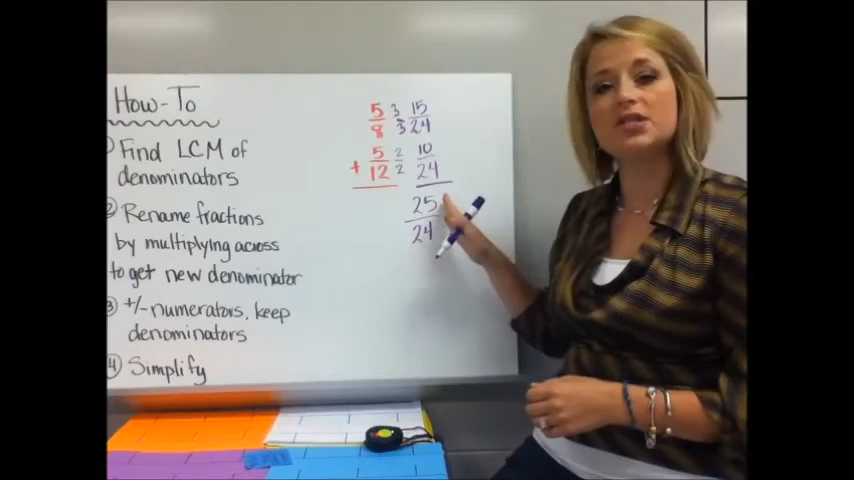 How-To
① Find LCM of
denominators
② Rename fractions
by multiplying across
to get new denominator
③ +/- numerators, keep
denominators
④ Simplify
5/8 3/3 15/24
+ 5/12 2/2 10/24
25/24